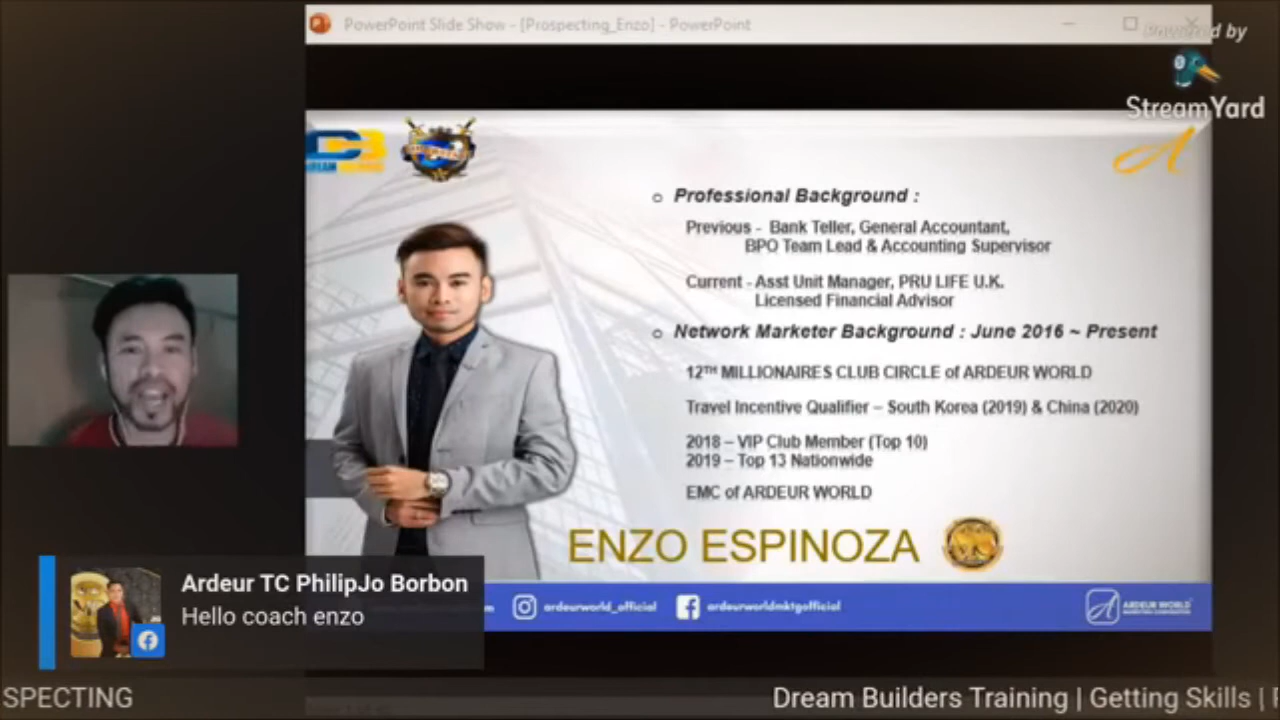 PowerPoint Slide Show - [Prospecting_Enzo] - PowerPoint
Powered by
StreamYard
o Professional Background :
Previous - Bank Teller, General Accountant,
BPO Team Lead & Accounting Supervisor
Current - Asst Unit Manager, PRU LIFE U.K.
Licensed Financial Advisor
o Network Marketer Background : June 2016 ~ Present
12TH MILLIONAIRES CLUB CIRCLE of ARDEUR WORLD
Travel Incentive Qualifier – South Korea (2019) & China (2020)
2018 – VIP Club Member (Top 10)
2019 – Top 13 Nationwide
EMC of ARDEUR WORLD
ENZO ESPINOZA
Ardeur TC PhilipJo Borbon
Hello coach enzo
ardeurworld_official
ardeurworldmktgofficial
ARDEUR WORLD
SPECTING
Dream Builders Training | Getting Skills |